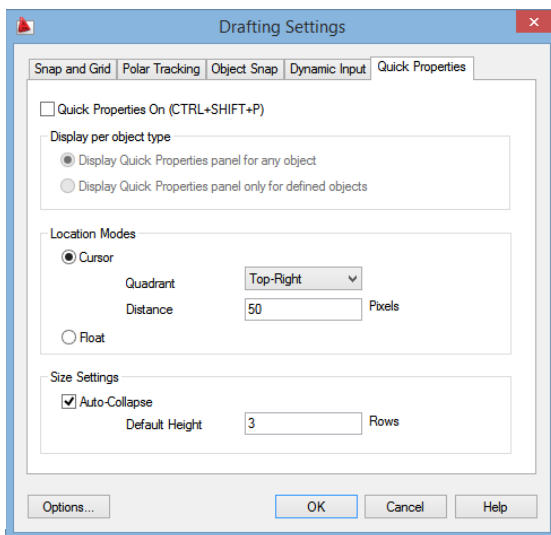 Drafting Settings
Snap and Grid Polar Tracking Object Snap Dynamic Input Quick Properties
Quick Properties On (CTRL+SHIFT+P)
Display per object type
Display Quick Properties panel for any object
Display Quick Properties panel only for defined objects
Location Modes
Cursor
Quadrant Top-Right
Distance 50 Pixels
Float
Size Settings
Auto-Collapse
Default Height 3 Rows
Options... OK Cancel Help